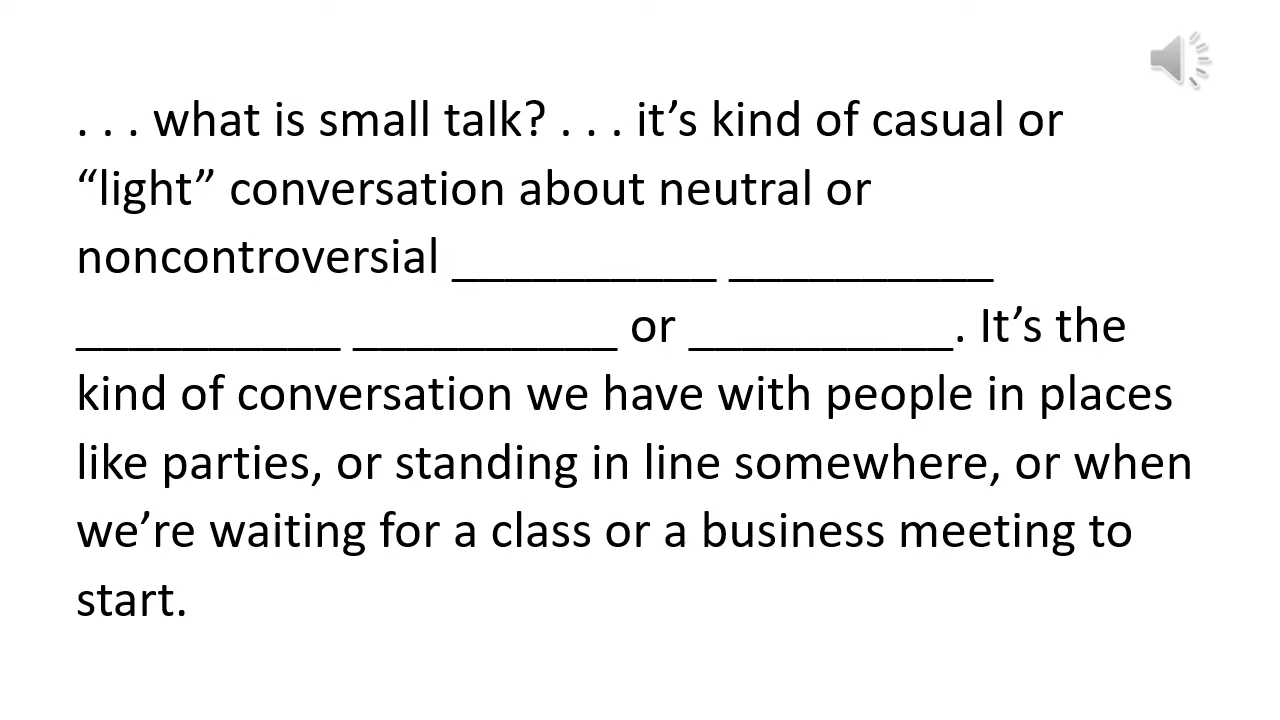 . . . what is small talk? . . . it’s kind of casual or
“light” conversation about neutral or
noncontroversial __________ __________
__________ __________ or __________. It’s the
kind of conversation we have with people in places
like parties, or standing in line somewhere, or when
we’re waiting for a class or a business meeting to
start.